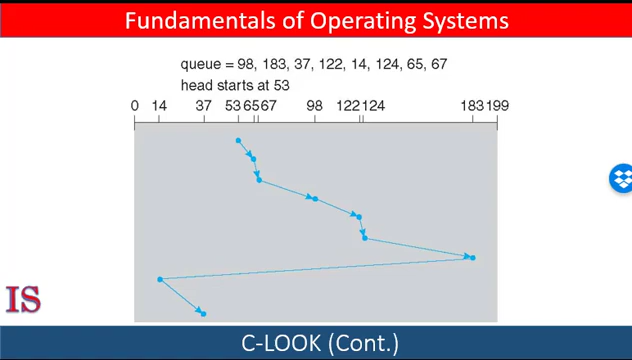 Fundamentals of Operating Systems
queue = 98, 183, 37, 122, 14, 124, 65, 67
head starts at 53
0 14 37 53 65 67 98 122 124 183 199
IS
C-LOOK (Cont.)